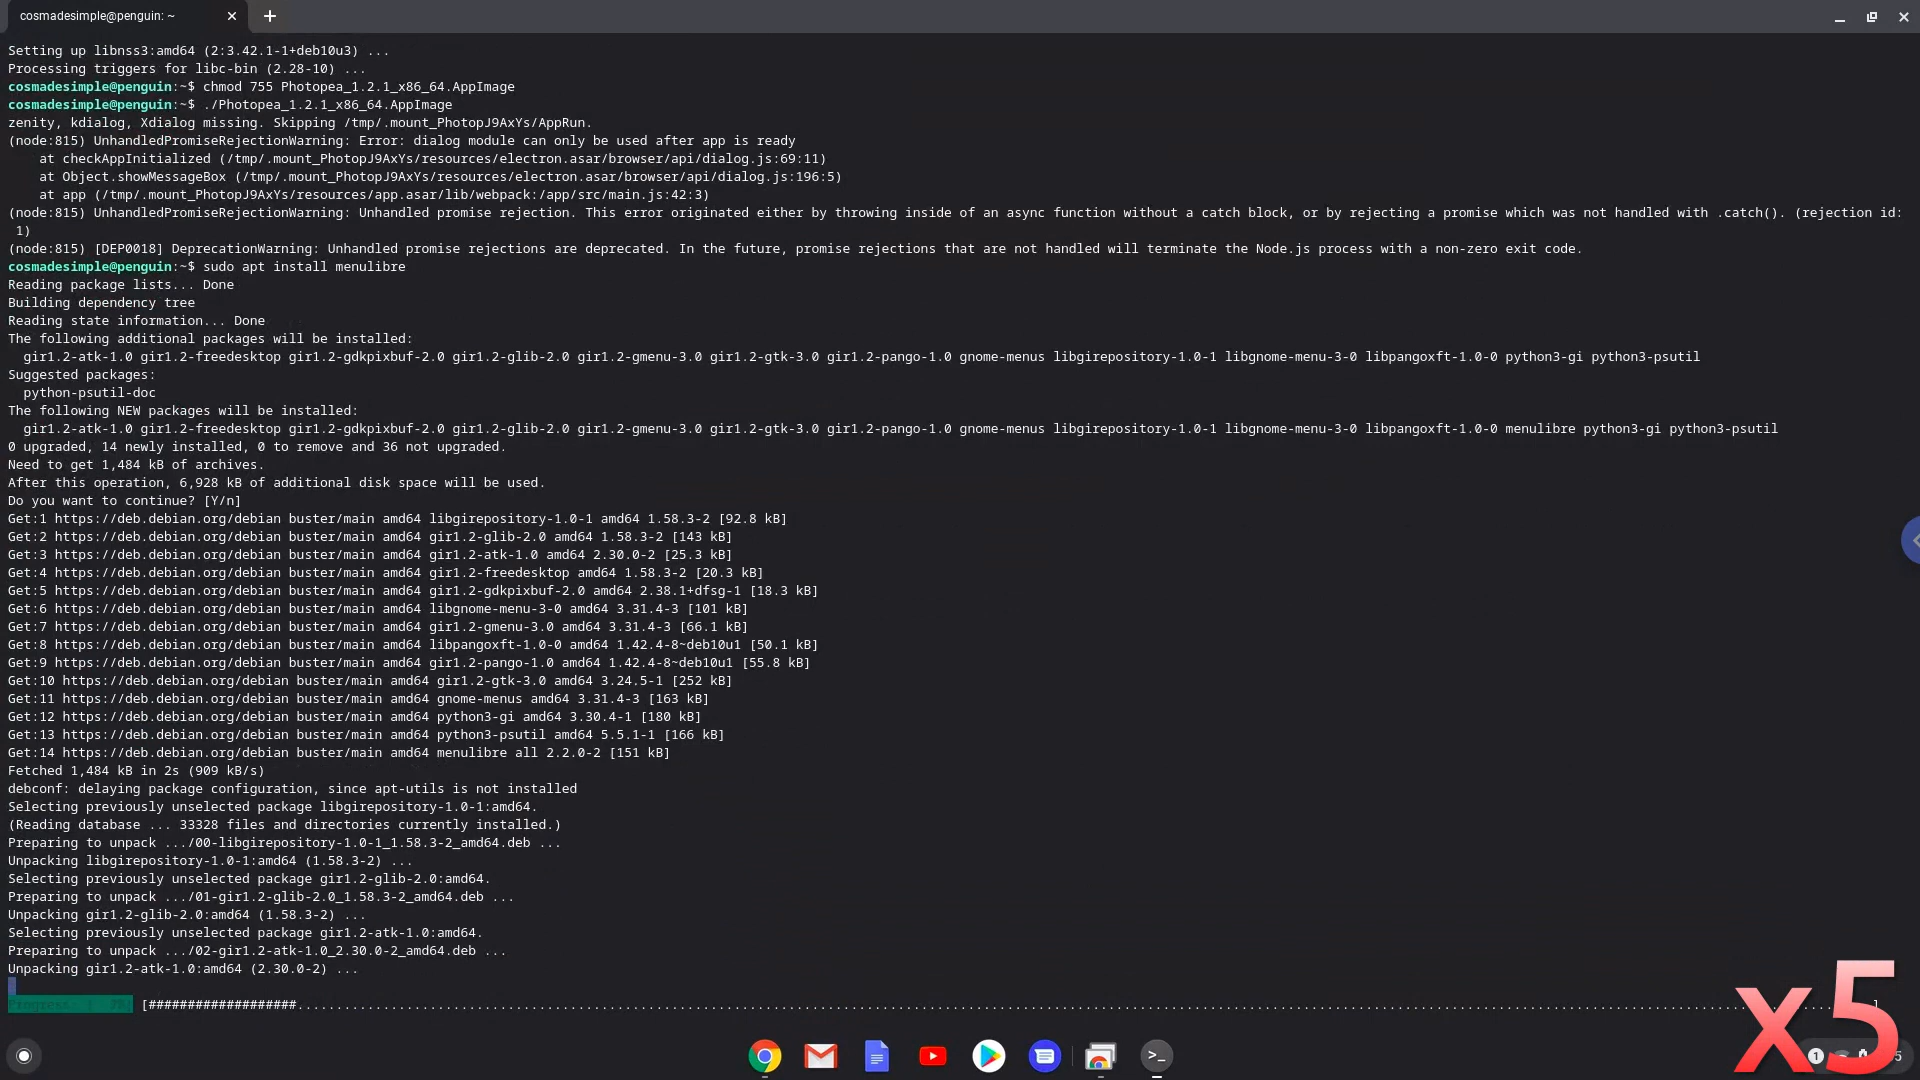 cosmadesimple@penguin: ~
Setting up libnss3:amd64 (2:3.42.1-1+deb10u3) ...
Processing triggers for libc-bin (2.28-10) ...
cosmadesimple@penguin:~$ chmod 755 Photopea_1.2.1_x86_64.AppImage
cosmadesimple@penguin:~$ ./Photopea_1.2.1_x86_64.AppImage
zenity, kdialog, Xdialog missing. Skipping /tmp/.mount_PhotopJ9AxYs/AppRun.
(node:815) UnhandledPromiseRejectionWarning: Error: dialog module can only be used after app is ready
    at checkAppInitialized (/tmp/.mount_PhotopJ9AxYs/resources/electron.asar/browser/api/dialog.js:69:11)
    at Object.showMessageBox (/tmp/.mount_PhotopJ9AxYs/resources/electron.asar/browser/api/dialog.js:196:5)
    at app (/tmp/.mount_PhotopJ9AxYs/resources/app.asar/lib/webpack:/app/src/main.js:42:3)
(node:815) UnhandledPromiseRejectionWarning: Unhandled promise rejection. This error originated either by throwing inside of an async function without a catch block, or by rejecting a promise which was not handled with .catch(). (rejection id:
 1)
(node:815) [DEP0018] DeprecationWarning: Unhandled promise rejections are deprecated. In the future, promise rejections that are not handled will terminate the Node.js process with a non-zero exit code.
cosmadesimple@penguin:~$ sudo apt install menulibre
Reading package lists... Done
Building dependency tree
Reading state information... Done
The following additional packages will be installed:
  gir1.2-atk-1.0 gir1.2-freedesktop gir1.2-gdkpixbuf-2.0 gir1.2-glib-2.0 gir1.2-gmenu-3.0 gir1.2-gtk-3.0 gir1.2-pango-1.0 gnome-menus libgirepository-1.0-1 libgnome-menu-3-0 libpangoxft-1.0-0 python3-gi python3-psutil
Suggested packages:
  python-psutil-doc
The following NEW packages will be installed:
  gir1.2-atk-1.0 gir1.2-freedesktop gir1.2-gdkpixbuf-2.0 gir1.2-glib-2.0 gir1.2-gmenu-3.0 gir1.2-gtk-3.0 gir1.2-pango-1.0 gnome-menus libgirepository-1.0-1 libgnome-menu-3-0 libpangoxft-1.0-0 menulibre python3-gi python3-psutil
0 upgraded, 14 newly installed, 0 to remove and 36 not upgraded.
Need to get 1,484 kB of archives.
After this operation, 6,928 kB of additional disk space will be used.
Do you want to continue? [Y/n]
Get:1 https://deb.debian.org/debian buster/main amd64 libgirepository-1.0-1 amd64 1.58.3-2 [92.8 kB]
Get:2 https://deb.debian.org/debian buster/main amd64 gir1.2-glib-2.0 amd64 1.58.3-2 [143 kB]
Get:3 https://deb.debian.org/debian buster/main amd64 gir1.2-atk-1.0 amd64 2.30.0-2 [25.3 kB]
Get:4 https://deb.debian.org/debian buster/main amd64 gir1.2-freedesktop amd64 1.58.3-2 [20.3 kB]
Get:5 https://deb.debian.org/debian buster/main amd64 gir1.2-gdkpixbuf-2.0 amd64 2.38.1+dfsg-1 [18.3 kB]
Get:6 https://deb.debian.org/debian buster/main amd64 libgnome-menu-3-0 amd64 3.31.4-3 [101 kB]
Get:7 https://deb.debian.org/debian buster/main amd64 gir1.2-gmenu-3.0 amd64 3.31.4-3 [66.1 kB]
Get:8 https://deb.debian.org/debian buster/main amd64 libpangoxft-1.0-0 amd64 1.42.4-8~deb10u1 [50.1 kB]
Get:9 https://deb.debian.org/debian buster/main amd64 gir1.2-pango-1.0 amd64 1.42.4-8~deb10u1 [55.8 kB]
Get:10 https://deb.debian.org/debian buster/main amd64 gir1.2-gtk-3.0 amd64 3.24.5-1 [252 kB]
Get:11 https://deb.debian.org/debian buster/main amd64 gnome-menus amd64 3.31.4-3 [163 kB]
Get:12 https://deb.debian.org/debian buster/main amd64 python3-gi amd64 3.30.4-1 [180 kB]
Get:13 https://deb.debian.org/debian buster/main amd64 python3-psutil amd64 5.5.1-1 [166 kB]
Get:14 https://deb.debian.org/debian buster/main amd64 menulibre all 2.2.0-2 [151 kB]
Fetched 1,484 kB in 2s (909 kB/s)
debconf: delaying package configuration, since apt-utils is not installed
Selecting previously unselected package libgirepository-1.0-1:amd64.
(Reading database ... 33328 files and directories currently installed.)
Preparing to unpack .../00-libgirepository-1.0-1_1.58.3-2_amd64.deb ...
Unpacking libgirepository-1.0-1:amd64 (1.58.3-2) ...
Selecting previously unselected package gir1.2-glib-2.0:amd64.
Preparing to unpack .../01-gir1.2-glib-2.0_1.58.3-2_amd64.deb ...
Unpacking gir1.2-glib-2.0:amd64 (1.58.3-2) ...
Selecting previously unselected package gir1.2-atk-1.0:amd64.
Preparing to unpack .../02-gir1.2-atk-1.0_2.30.0-2_amd64.deb ...
Unpacking gir1.2-atk-1.0:amd64 (2.30.0-2) ...
Progress: [###################.....]
x5
1